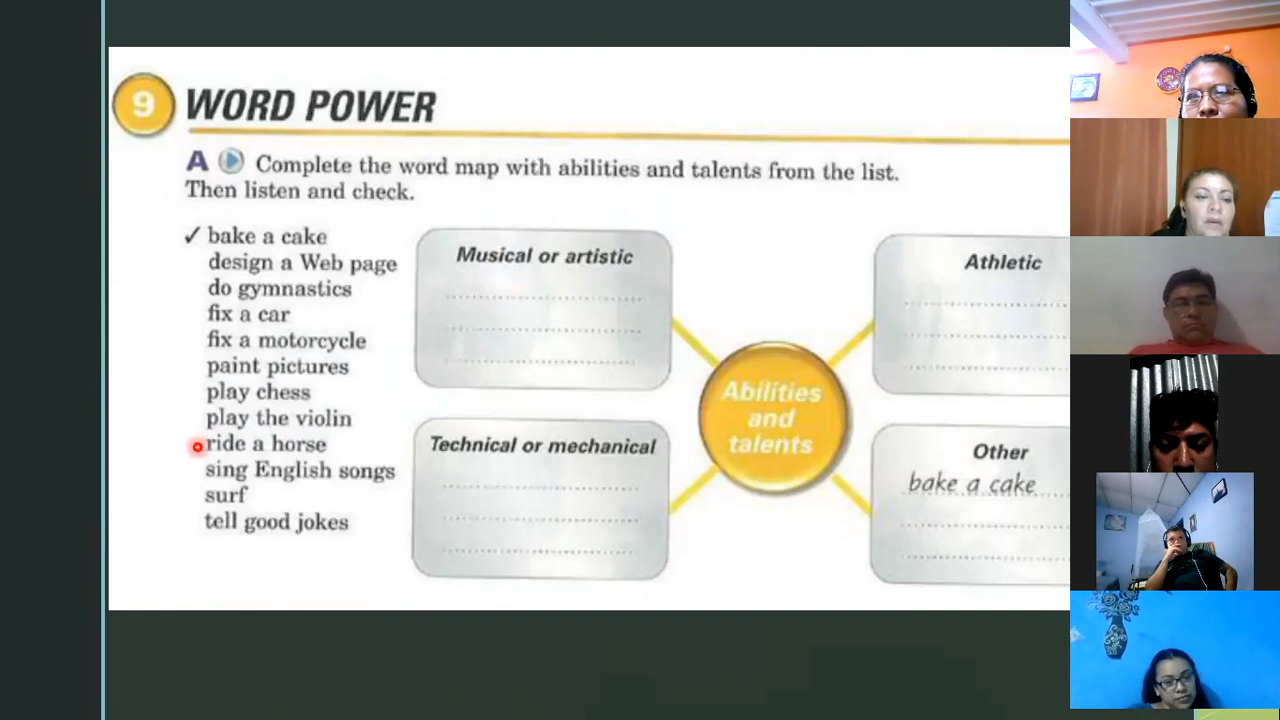 9 WORD POWER
A Complete the word map with abilities and talents from the list.
Then listen and check.
✓ bake a cake
design a Web page
do gymnastics
fix a car
fix a motorcycle
paint pictures
play chess
play the violin
ride a horse
sing English songs
surf
tell good jokes
Musical or artistic
Athletic
Abilities
and
talents
Technical or mechanical
Other
bake a cake